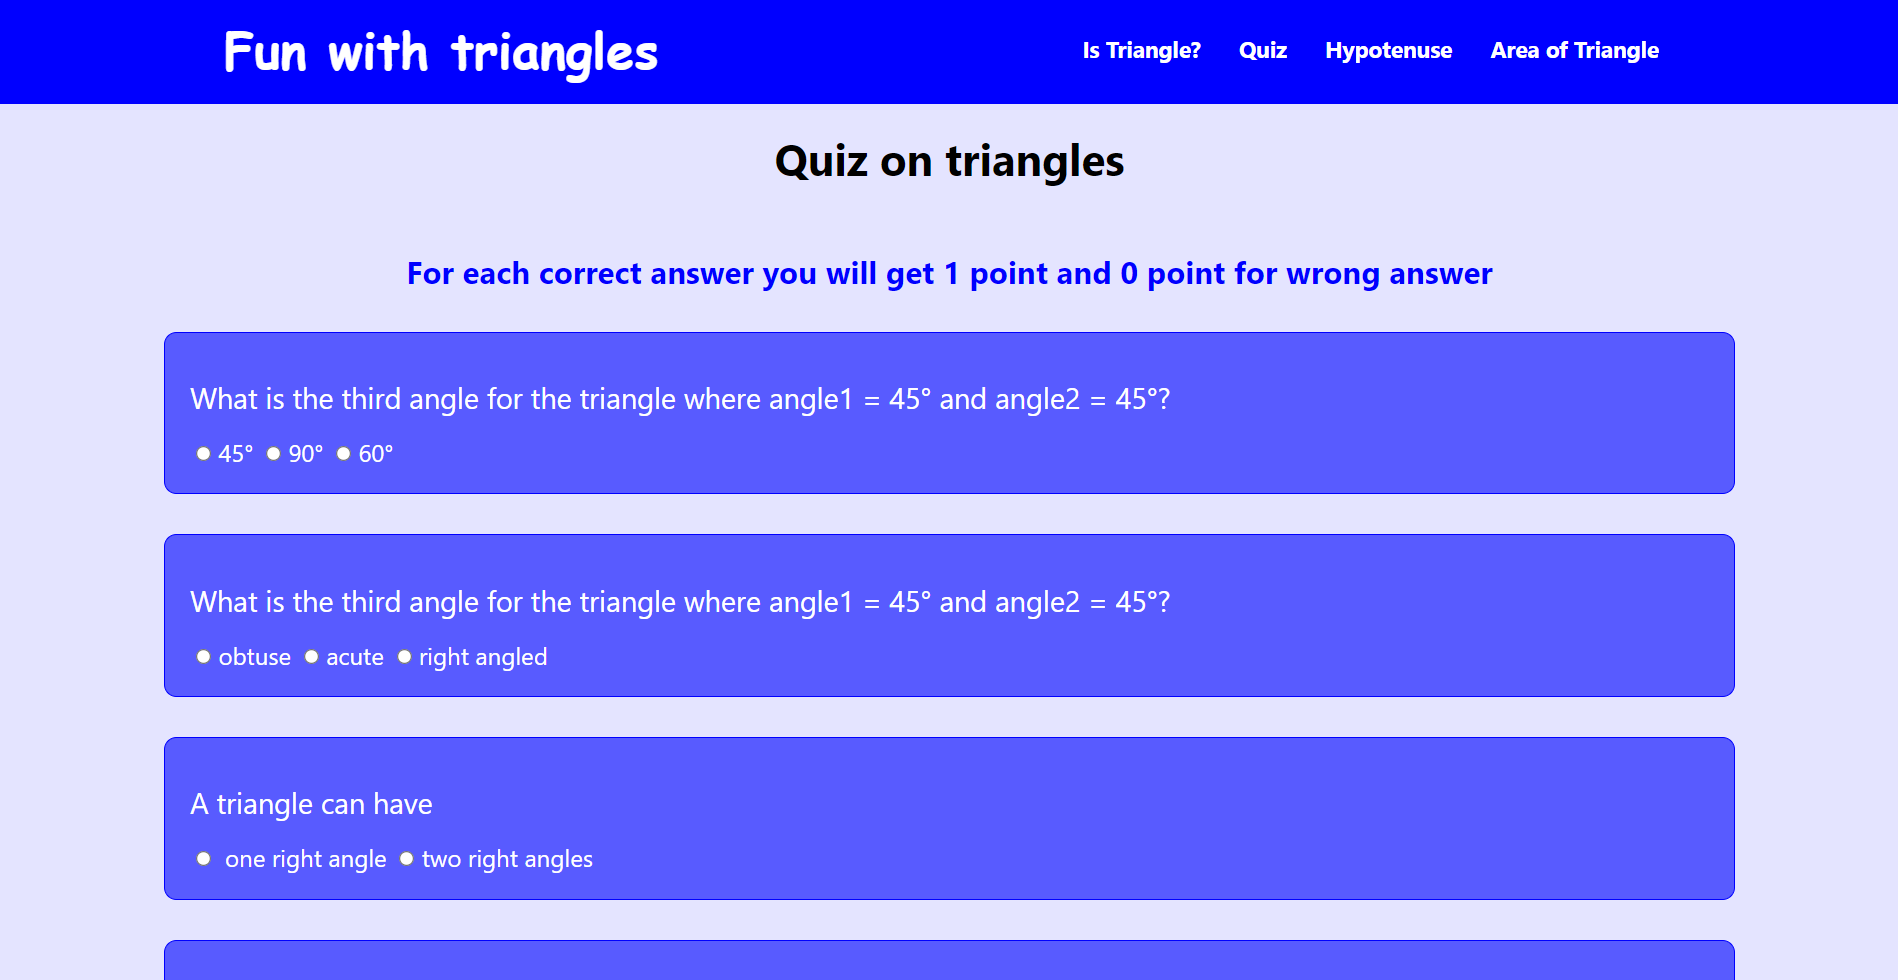 Fun with triangles
Is Triangle? Quiz Hypotenuse Area of Triangle
Quiz on triangles
For each correct answer you will get 1 point and 0 point for wrong answer
What is the third angle for the triangle where angle1 = 45° and angle2 = 45°?
45° 90° 60°
What is the third angle for the triangle where angle1 = 45° and angle2 = 45°?
obtuse acute right angled
A triangle can have
one right angle two right angles